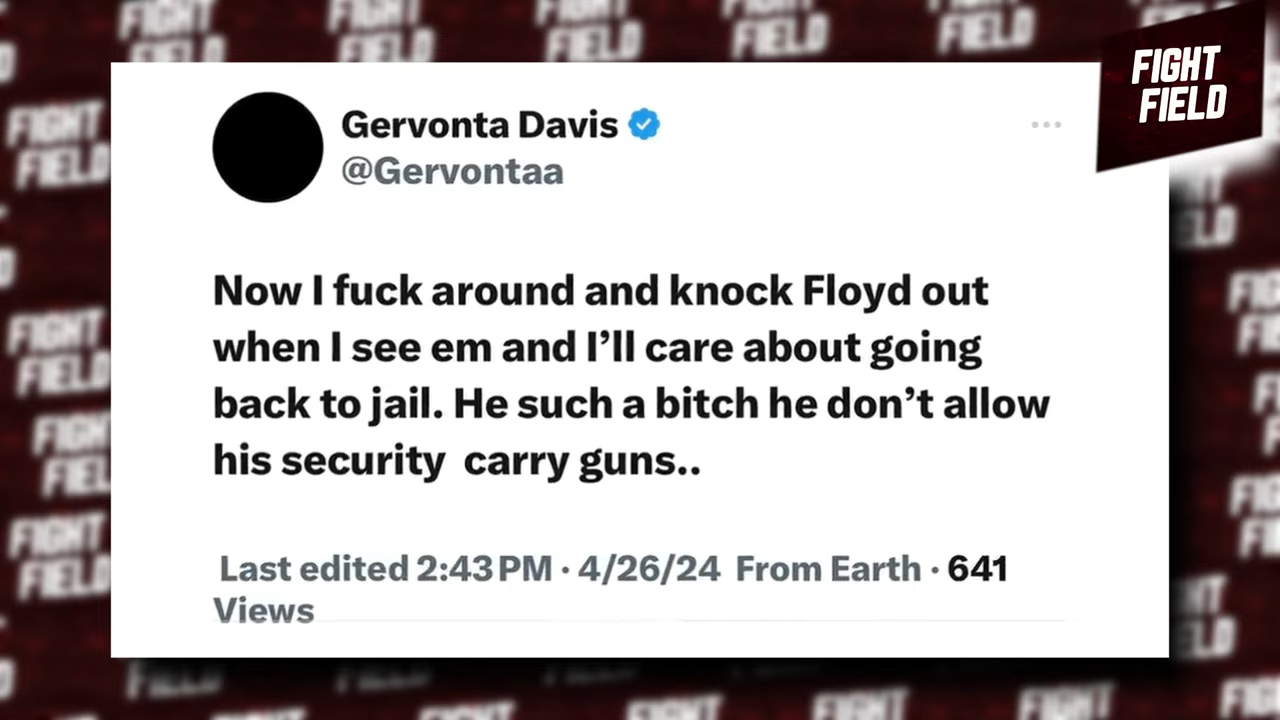 FIGHT
FIELD
Gervonta Davis
@Gervontaa
Now I fuck around and knock Floyd out
when I see em and I’ll care about going
back to jail. He such a bitch he don’t allow
his security  carry guns..
Last edited 2:43 PM · 4/26/24  From Earth · 641
Views